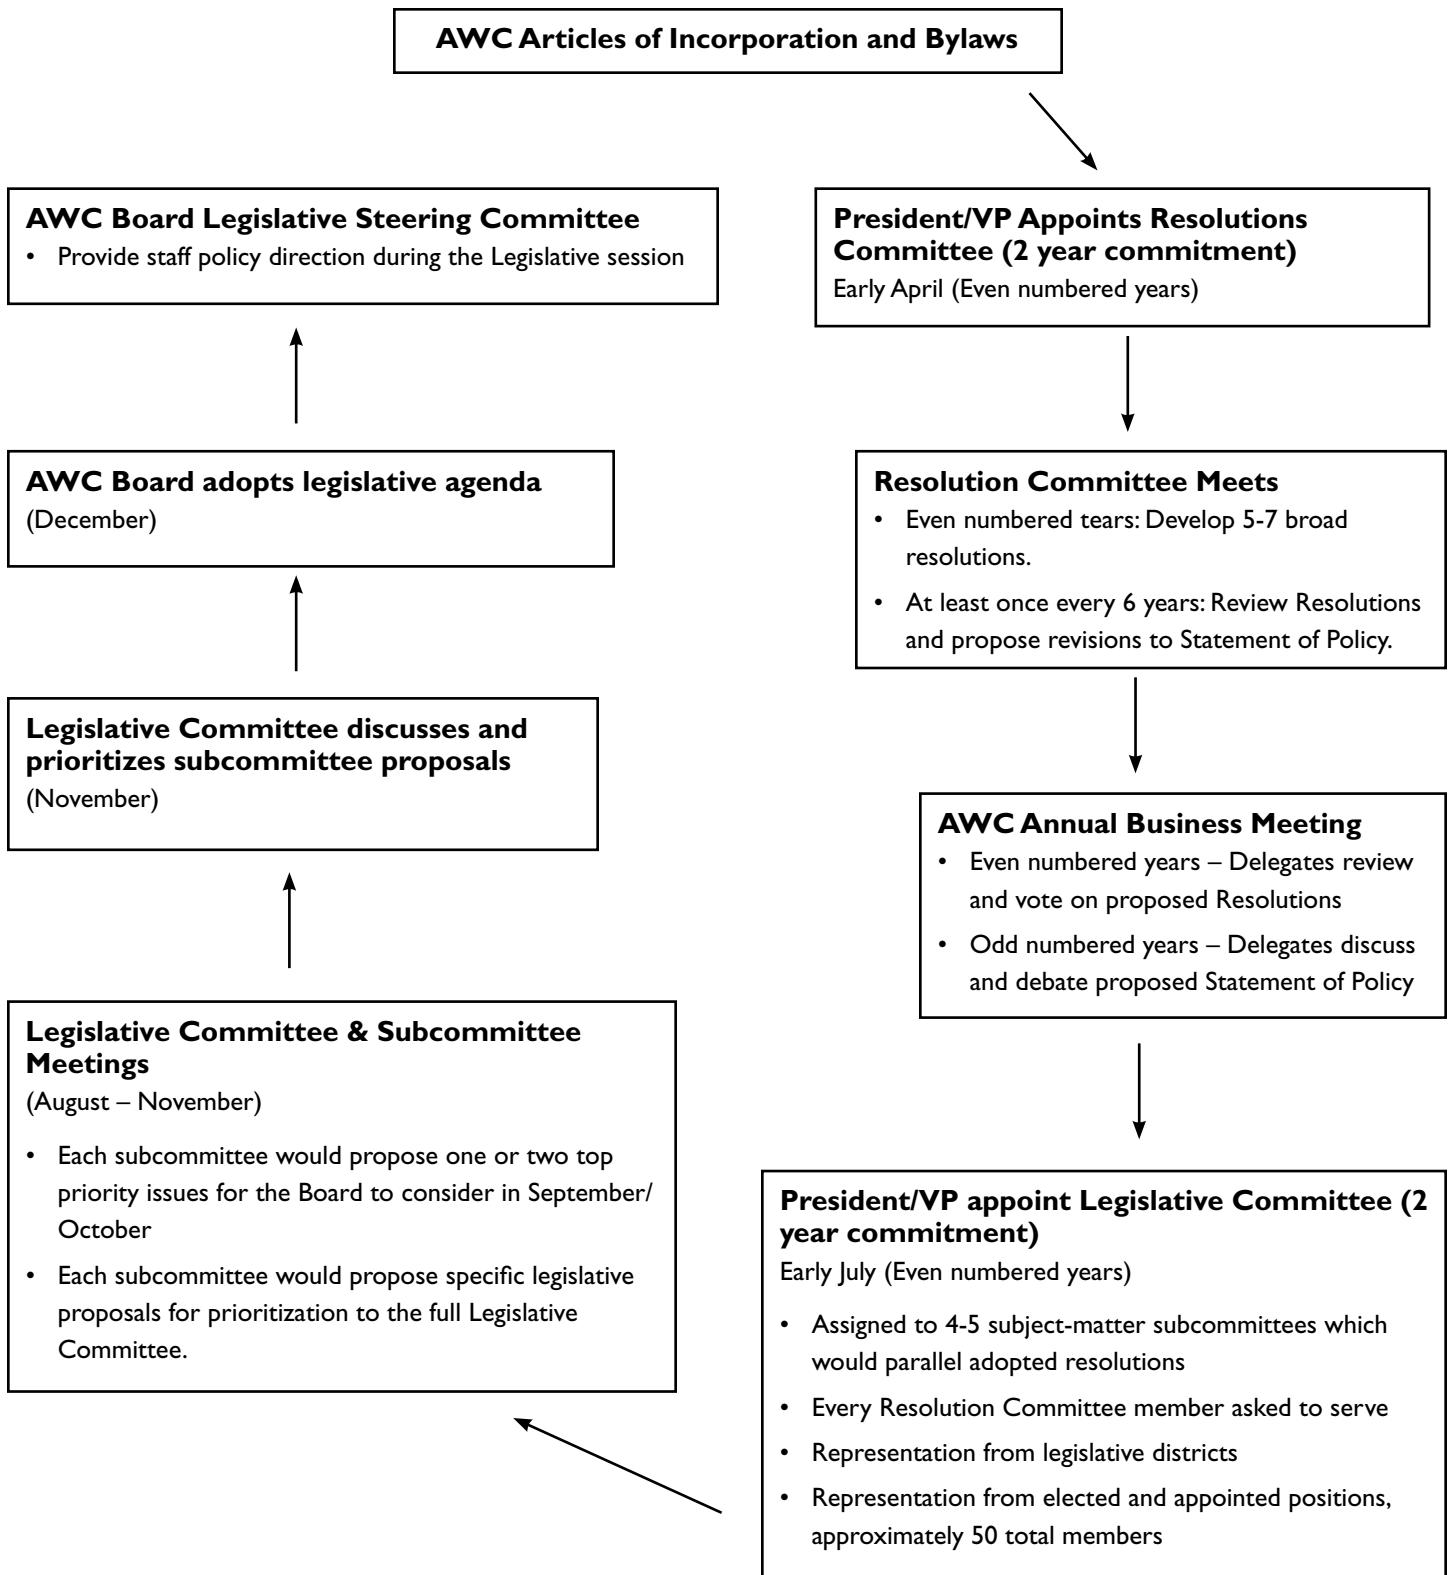 AWC Articles of Incorporation and Bylaws
President/VP Appoints Resolutions
Committee (2 year commitment)
Early April (Even numbered years)
Resolution Committee Meets
• Even numbered tears: Develop 5-7 broad
resolutions.
• At least once every 6 years: Review Resolutions
and propose revisions to Statement of Policy.
AWC Annual Business Meeting
• Even numbered years – Delegates review
and vote on proposed Resolutions
• Odd numbered years – Delegates discuss
and debate proposed Statement of Policy
President/VP appoint Legislative Committee (2
year commitment)
Early July (Even numbered years)
• Assigned to 4-5 subject-matter subcommittees which
would parallel adopted resolutions
• Every Resolution Committee member asked to serve
• Representation from legislative districts
• Representation from elected and appointed positions,
approximately 50 total members
Legislative Committee & Subcommittee
Meetings
(August – November)
• Each subcommittee would propose one or two top
priority issues for the Board to consider in September/
October
• Each subcommittee would propose specific legislative
proposals for prioritization to the full Legislative
Committee.
Legislative Committee discusses and
prioritizes subcommittee proposals
(November)
AWC Board adopts legislative agenda
(December)
AWC Board Legislative Steering Committee
• Provide staff policy direction during the Legislative session